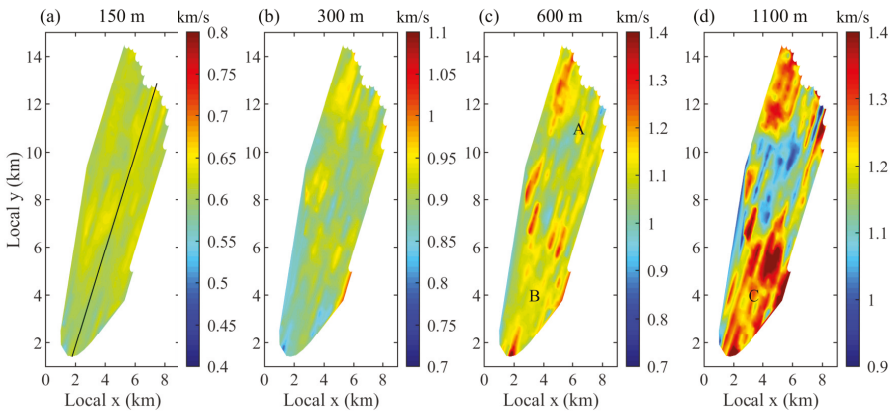 (a) 150 m km/s (b) 300 m km/s (c) 600 m km/s (d) 1100 m km/s
0.8 1.1 1.4 1.4
14 14 14 14
0.75 1.05 1.3
12 12 12 12 1.3
0.7 1 1.2
A
10 10 10 10
0.65 0.95 1.1 1.2
Local y (km)
8 8 8 8
0.6 0.9 1
6 6 6 6 1.1
0.55 0.85 0.9
4 4 B 4 C 4
0.5 0.8 0.8 1
2 2 2 2
0.45 0.75 0.7
0.4 0.7 0.7 0.9
0 2 4 6 8 0 2 4 6 8 0 2 4 6 8 0 2 4 6 8
Local x (km) Local x (km) Local x (km) Local x (km)